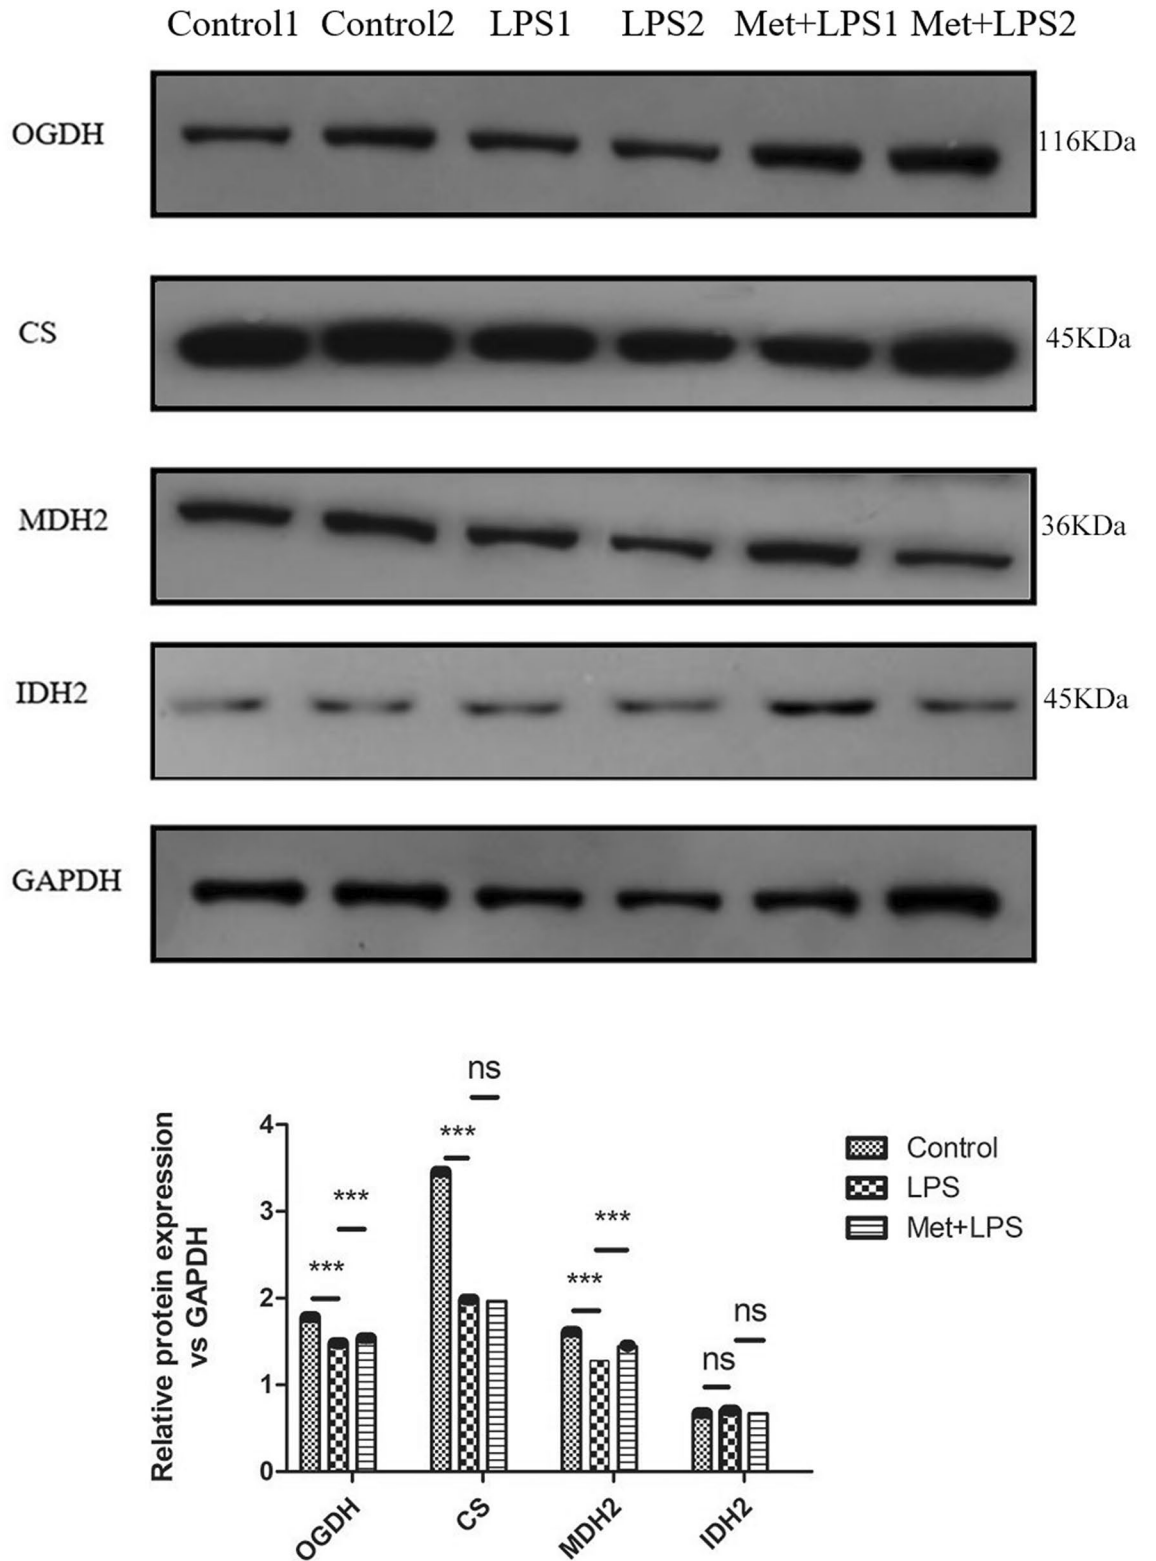 Control1 Control2 LPS1 LPS2 Met+LPS1 Met+LPS2
OGDH 116KDa
CS 45KDa
MDH2 36KDa
IDH2 45KDa
GAPDH
ns
***
***
***
***
***
ns
ns
Relative protein expression
vs GAPDH
4
3
2
1
0
OGDH CS MDH2 IDH2
Control
LPS
Met+LPS